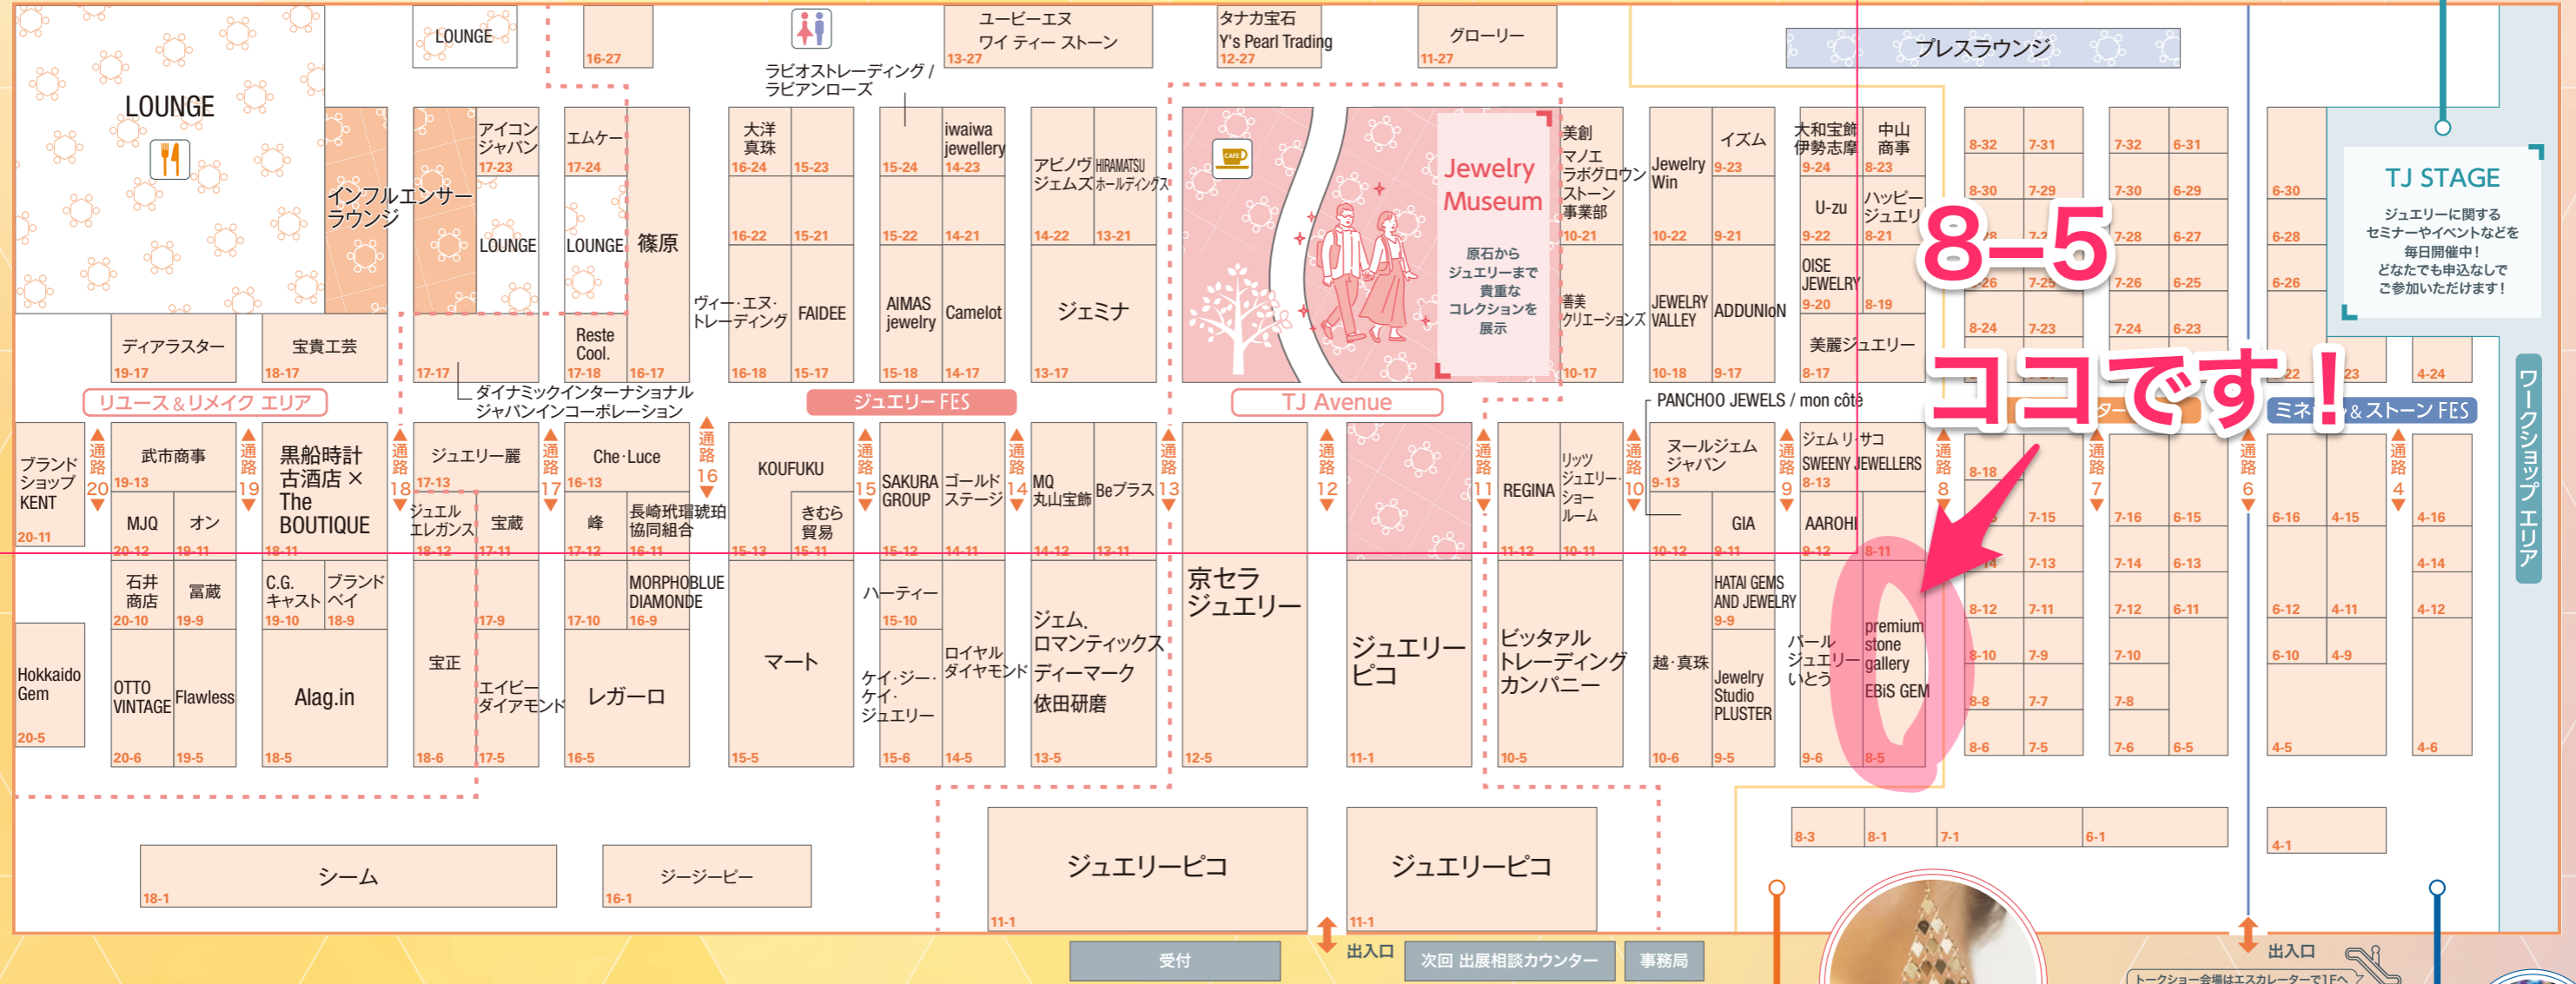 LOUNGE
16-27
ユービーエヌ
ワイ ティー ストーン
13-27
タナカ宝石
Y's Pearl Trading
12-27
グローリー
11-27
プレスラウンジ
ラビオストレーディング /
ラビアンローズ
LOUNGE
インフルエンサー
ラウンジ
アイコン
ジャパン
17-23
LOUNGE
エムケー
17-24
LOUNGE
篠原
16-17
大洋
真珠
16-24
15-23
15-24
iwaiwa
jewellery
14-23
16-22
15-21
15-22
14-21
アビノヴ
ジェムズ
14-22
HIRAMATSU
ホールディングス
13-21
ヴィー・エヌ・
トレーディング
16-18
FAIDEE
15-17
AIMAS
jewelry
15-18
Camelot
14-17
ジェミナ
13-17
CAFE
Jewelry
Museum
原石から
ジュエリーまで
貴重な
コレクションを
展示
美創
マノエ
ラボグロウン
ストーン
事業部
10-21
善美
クリエーションズ
10-17
Jewelry
Win
10-22
イズム
9-23
9-21
JEWELRY
VALLEY
10-18
ADDUNIoN
9-17
大和宝飾
伊勢志摩
9-24
中山
商事
8-23
U-zu
9-22
ハッピー
ジュエリ
8-21
OISE
JEWELRY
9-20
8-19
美麗ジュエリー
8-17
8-32
7-31
7-32
6-31
8-30
7-29
7-30
6-29
6-30
7-28
6-27
6-28
7-25
7-26
6-25
6-26
8-24
7-23
7-24
6-23
4-24
8-5
ココです！
TJ STAGE
ジュエリーに関する
セミナーやイベントなどを
毎日開催中！
どなたでも申込なしで
ご参加いただけます！
ワークショップ エリア
ディアラスター
19-17
宝貴工芸
18-17
17-17
Reste
Cool.
17-18
ダイナミックインターナショナル
ジャパンインコーポレーション
リユース&リメイク エリア
ジュエリー FES
TJ Avenue
PANCHOO JEWELS / mon côté
ミネ
&ストーン FES
通路20
通路19
通路18
通路17
通路16
通路15
通路14
通路13
通路12
通路11
通路10
通路9
通路8
通路7
通路6
通路4
ブランド
ショップ
KENT
20-11
武市商事
19-13
MJQ
20-12
オン
19-11
黒船時計
古酒店 ×
The
BOUTIQUE
18-11
ジュエリー麗
17-13
ジュエル
エレガンス
18-12
宝蔵
17-11
Che・Luce
16-13
峰
17-12
長崎玳瑁琥珀
協同組合
16-11
KOUFUKU
15-13
きむら
貿易
15-11
SAKURA
GROUP
15-12
ゴールド
ステージ
14-11
MQ
丸山宝飾
14-12
Beプラス
13-11
REGINA
11-12
リッツ
ジュエリー・
ショー
ルーム
10-11
ヌールジェム
ジャパン
9-13
10-12
GIA
9-11
ジェム リ・サコ
SWEENY JEWELLERS
8-13
AAROHI
9-12
8-11
8-18
7-15
7-16
6-15
6-16
4-15
4-16
7-13
7-14
6-13
4-14
8-12
7-11
7-12
6-11
6-12
4-11
4-12
8-10
7-9
7-10
6-10
4-9
8-8
7-7
7-8
8-6
7-5
7-6
6-5
4-5
4-6
Hokkaido
Gem
20-5
石井
商店
20-10
冨蔵
19-9
OTTO
VINTAGE
20-6
Flawless
19-5
C.G.
キャスト
19-10
ブランド
ベイ
18-9
Alag.in
18-5
宝正
18-6
17-9
エイビー
ダイアモンド
17-5
17-10
MORPHOBLUE
DIAMONDE
16-9
レガーロ
16-5
マート
15-5
ハーティー
15-10
ケイ・ジー・
ケイ・
ジュエリー
15-6
ロイヤル
ダイヤモンド
14-5
ジェム.
ロマンティックス
ディーマーク
依田研磨
13-5
京セラ
ジュエリー
12-5
ジュエリー
ピコ
11-1
ビッタァル
トレーディング
カンパニー
10-5
越・真珠
10-6
HATAI GEMS
AND JEWELRY
9-9
Jewelry
Studio
PLUSTER
9-5
パール
ジュエリー
いとう
9-6
premium
stone
gallery
EBiS GEM
8-5
シーム
18-1
ジージーピー
16-1
ジュエリーピコ
11-1
ジュエリーピコ
11-1
8-3
8-1
7-1
6-1
4-1
受付
出入口
次回 出展相談カウンター
事務局
出入口
トークショー会場はエスカレーターで1Fへ